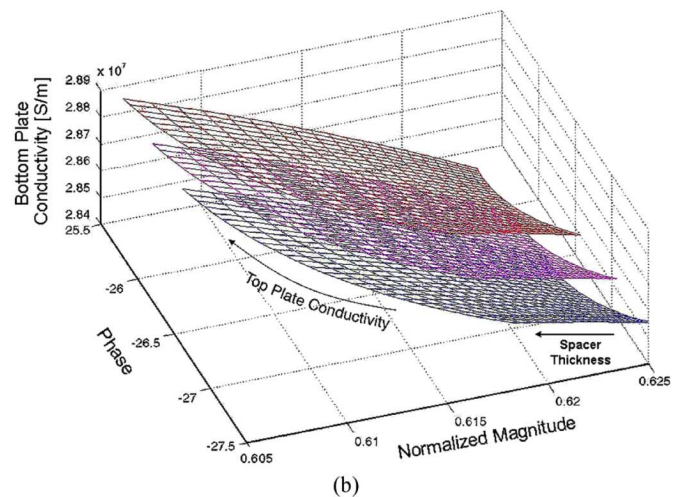 x 10⁷
2.89
2.88
2.87
2.86
2.85
2.84
Bottom Plate
Conductivity [S/m]
25.5
-26
-26.5
-27
-27.5
Phase
0.605
0.61
0.615
0.62
0.625
Normalized Magnitude
Top Plate Conductivity
Spacer
Thickness
(b)